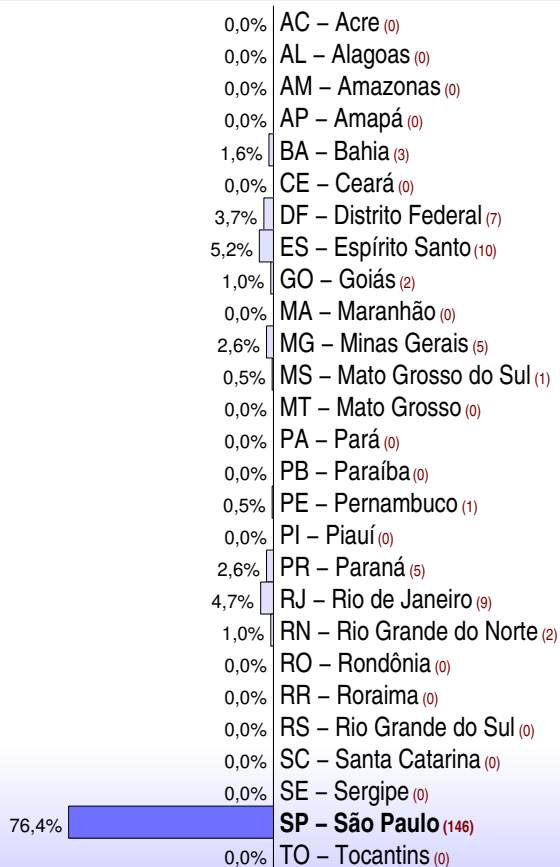 0,0% AC – Acre (0)
0,0% AL – Alagoas (0)
0,0% AM – Amazonas (0)
0,0% AP – Amapá (0)
1,6% BA – Bahia (3)
0,0% CE – Ceará (0)
3,7% DF – Distrito Federal (7)
5,2% ES – Espírito Santo (10)
1,0% GO – Goiás (2)
0,0% MA – Maranhão (0)
2,6% MG – Minas Gerais (5)
0,5% MS – Mato Grosso do Sul (1)
0,0% MT – Mato Grosso (0)
0,0% PA – Pará (0)
0,0% PB – Paraíba (0)
0,5% PE – Pernambuco (1)
0,0% PI – Piauí (0)
2,6% PR – Paraná (5)
4,7% RJ – Rio de Janeiro (9)
1,0% RN – Rio Grande do Norte (2)
0,0% RO – Rondônia (0)
0,0% RR – Roraima (0)
0,0% RS – Rio Grande do Sul (0)
0,0% SC – Santa Catarina (0)
0,0% SE – Sergipe (0)
76,4% SP – São Paulo (146)
0,0% TO – Tocantins (0)